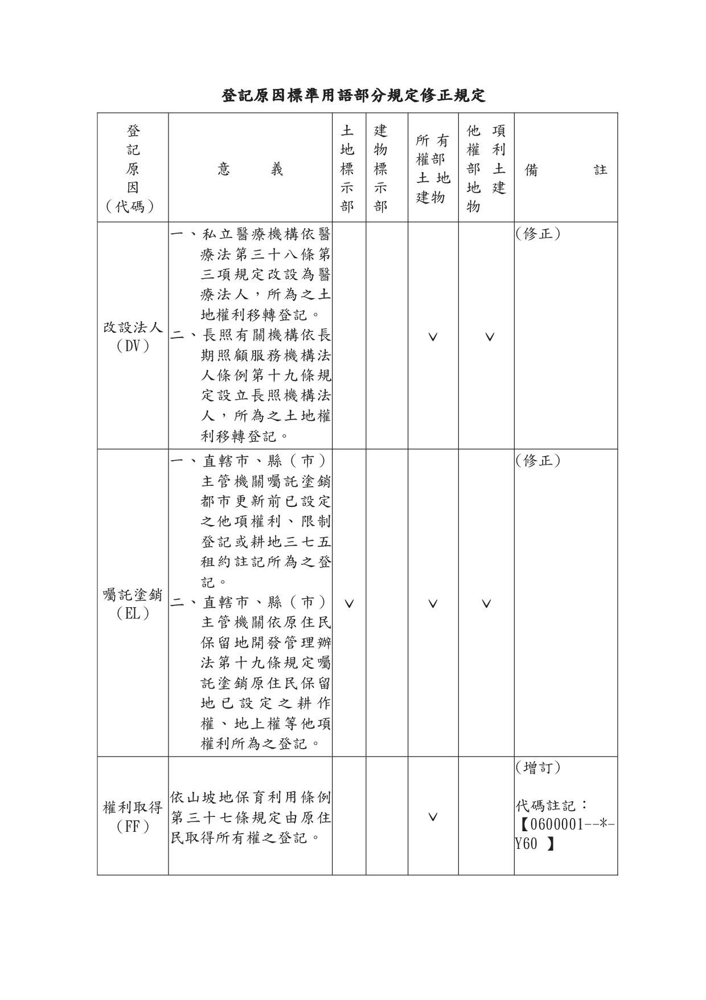 登記原因標準用語部分規定修正規定
登
記
原
因
（代碼）
意 義
土
地
標
示
部
建
物
標
示
部
所 有
權部
土 地
建物
他 項
權 利
部 土
地 建
物
備 註
改設法人
（DV）
一、私立醫療機構依醫
療法第三十八條第
三項規定改設為醫
療法人，所為之土
地權利移轉登記。
二、長照有關機構依長
期照顧服務機構法
人條例第十九條規
定設立長照機構法
人，所為之土地權
利移轉登記。
∨
∨
(修正)
囑託塗銷
（EL）
一、直轄市、縣（市）
主管機關囑託塗銷
都市更新前已設定
之他項權利、限制
登記或耕地三七五
租約註記所為之登
記。
二、直轄市、縣（市）
主管機關依原住民
保留地開發管理辦
法第十九條規定囑
託塗銷原住民保留
地已設定之耕作
權、地上權等他項
權利所為之登記。
∨
∨
∨
(修正)
權利取得
（FF）
依山坡地保育利用條例
第三十七條規定由原住
民取得所有權之登記。
∨
(增訂)
代碼註記：
【0600001--*-
Y60 】